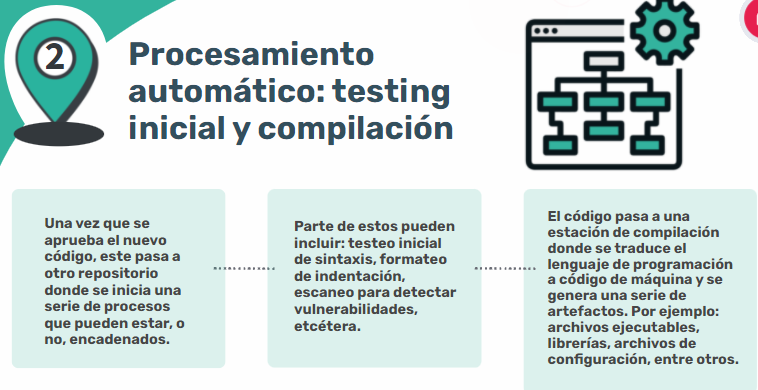 2
Procesamiento
automático: testing
inicial y compilación
Una vez que se
aprueba el nuevo
código, este pasa a
otro repositorio
donde se inicia una
serie de procesos
que pueden estar, o
no, encadenados.
Parte de estos pueden
incluir: testeo inicial
de sintaxis, formateo
de indentación,
escaneo para detectar
vulnerabilidades,
etcétera.
El código pasa a una
estación de compilación
donde se traduce el
lenguaje de programación
a código de máquina y se
genera una serie de
artefactos. Por ejemplo:
archivos ejecutables,
librerías, archivos de
configuración, entre otros.